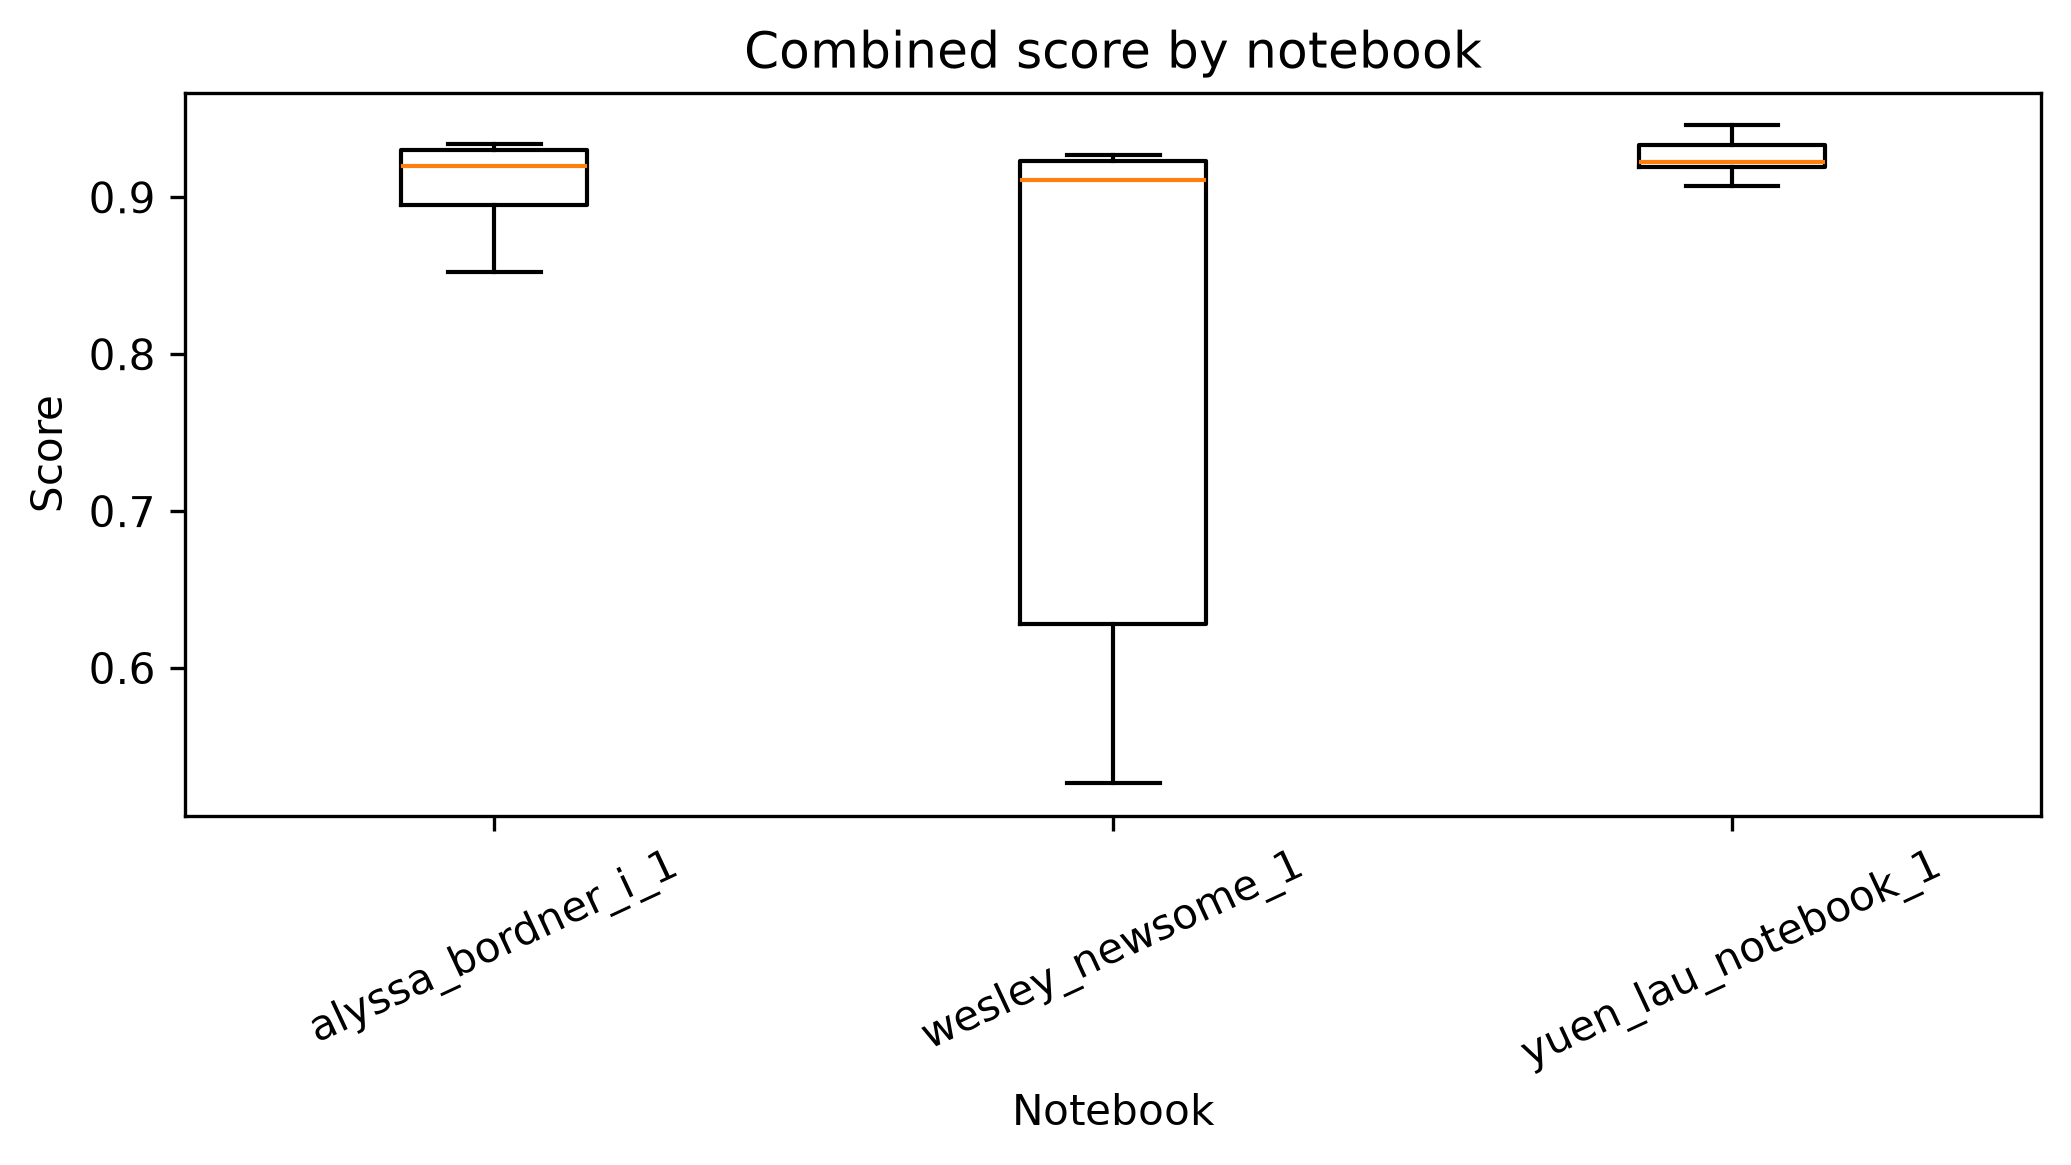 Combined score by notebook
Score
0.9
0.8
0.7
0.6
alyssa_bordner_i_1
wesley_newsome_1
yuen_lau_notebook_1
Notebook